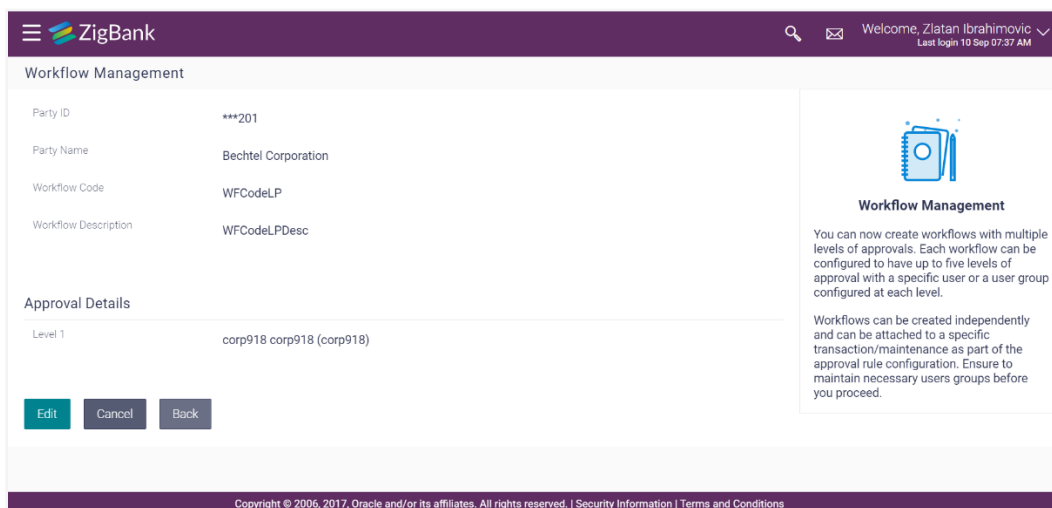 ZigBank
Welcome, Zlatan Ibrahimovic
Last login 10 Sep 07:37 AM
Workflow Management
Party ID
***201
Party Name
Bechtel Corporation
Workflow Code
WFCodeLP
Workflow Description
WFCodeLPDesc
Approval Details
Level 1
corp918 corp918 (corp918)
Edit
Cancel
Back
Workflow Management
You can now create workflows with multiple
levels of approvals. Each workflow can be
configured to have up to five levels of
approval with a specific user or a user group
configured at each level.
Workflows can be created independently
and can be attached to a specific
transaction/maintenance as part of the
approval rule configuration. Ensure to
maintain necessary users groups before
you proceed.
Copyright © 2006, 2017, Oracle and/or its affiliates. All rights reserved. | Security Information | Terms and Conditions